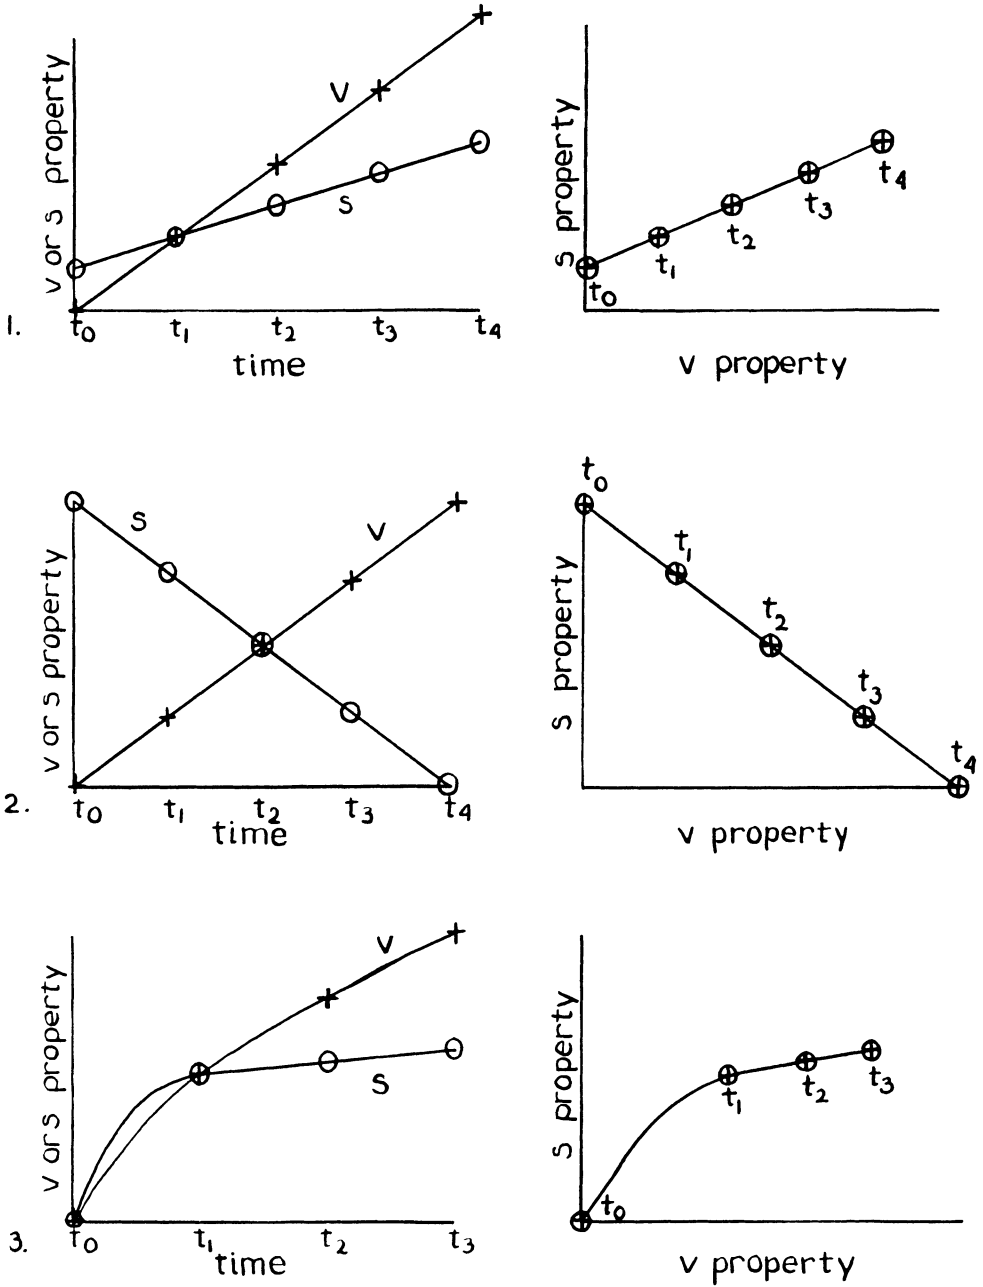 v or s property
V
s
t0 t1 t2 t3 t4
1.
time
s property
t0 t1 t2 t3 t4
v property
v or s property
s
v
t0 t1 t2 t3 t4
2.
time
s property
t0 t1 t2 t3 t4
v property
v or s property
v
s
t0 t1 t2 t3
3.
time
s property
t0 t1 t2 t3
v property